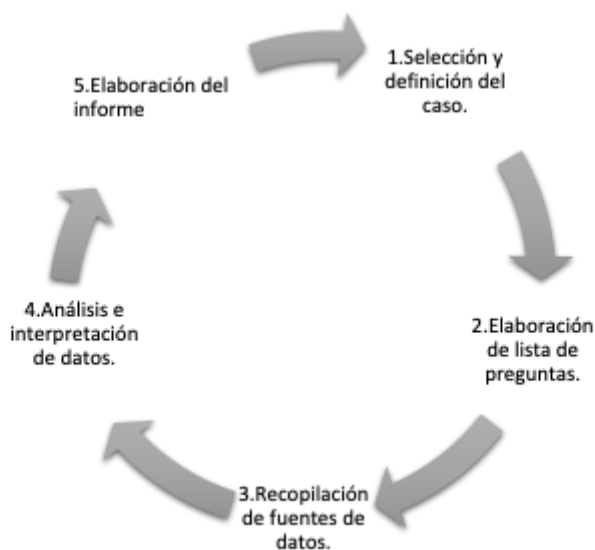 1.Selección y
definición del
caso.
2.Elaboración
de lista de
preguntas.
3.Recopilación
de fuentes de
datos.
4.Análisis e
interpretación
de datos.
5.Elaboración del
informe